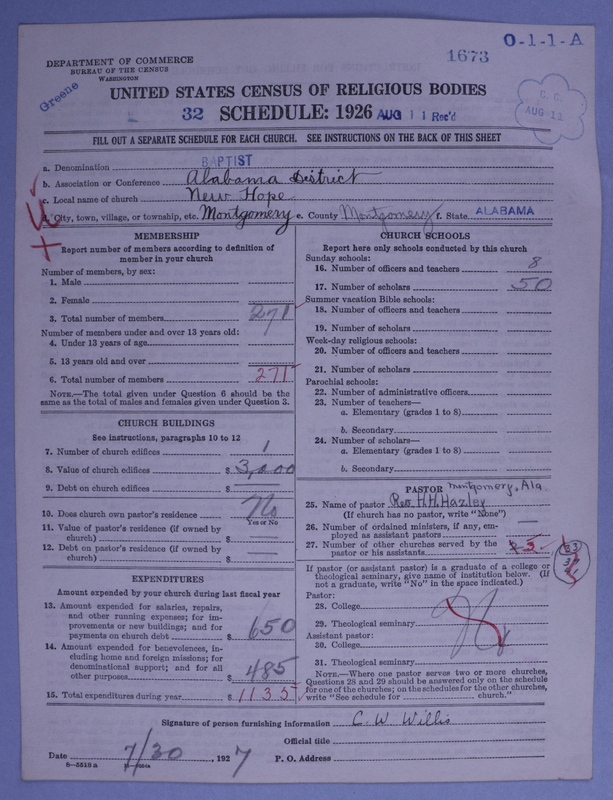 O-1-1-A
1673
DEPARTMENT OF COMMERCE
BUREAU OF THE CENSUS
WASHINGTON
Greene
UNITED STATES CENSUS OF RELIGIOUS BODIES
32 SCHEDULE: 1926 AUG 11 Rec'd
C. C.
AUG 11
FILL OUT A SEPARATE SCHEDULE FOR EACH CHURCH. SEE INSTRUCTIONS ON THE BACK OF THIS SHEET
a. Denomination BAPTIST
b. Association or Conference Alabama District
c. Local name of church New Hope
d. City, town, village, or township, etc. Montgomery e. County Montgomery f. State ALABAMA
MEMBERSHIP
Report number of members according to definition of
member in your church
Number of members, by sex:
1. Male
2. Female
3. Total number of members 271
Number of members under and over 13 years old:
4. Under 13 years of age
5. 13 years old and over
6. Total number of members 271
NOTE.—The total given under Question 6 should be the
same as the total of males and females given under Question 3.
CHURCH BUILDINGS
See instructions, paragraphs 10 to 12
7. Number of church edifices 1
8. Value of church edifices $ 3,000
9. Debt on church edifices $
10. Does church own pastor's residence? No
Yes or No
11. Value of pastor's residence (if owned by
church) $ —
12. Debt on pastor's residence (if owned by
church) $ —
EXPENDITURES
Amount expended by church during last fiscal year
13. Amount expended for salaries, repairs,
and other running expenses; for im-
provements or new buildings; and for
payments on church debt $ 650
14. Amount expended for benevolences, in-
cluding home and foreign missions; for
denominational support; and for all
other purposes $ 485
15. Total expenditures during year $ 1135
CHURCH SCHOOLS
Report here only schools conducted by this church
Sunday schools:
16. Number of officers and teachers 8
17. Number of scholars 50
Summer vacation Bible schools:
18. Number of officers and teachers
19. Number of scholars
Week-day religious schools:
20. Number of officers and teachers
21. Number of scholars
Parochial schools:
22. Number of administrative officers
23. Number of teachers—
a. Elementary (grades 1 to 8)
b. Secondary
24. Number of scholars—
a. Elementary (grades 1 to 8)
b. Secondary
PASTOR Montgomery, Ala
25. Name of pastor Rev. H. H. Hazley
(If church has no pastor, write "None")
26. Number of ordained ministers, if any, em-
ployed as assistant pastors —
27. Number of other churches served by the
pastor or his assistants 3
If pastor (or assistant pastor) is a graduate of a college or
theological seminary, give name of institution below. (If
not a graduate, write "No" in the space indicated.)
Pastor:
28. College
29. Theological seminary
Assistant pastor:
30. College
31. Theological seminary
NOTE.—Where one pastor serves two or more churches,
Questions 28 and 29 should be answered only on the schedule
for one of the churches; on the schedules for the other churches,
write "See schedule for church."
Signature of person furnishing information C. W. Willis
Official title
Date 7/30, 1927 P. O. Address
8—5318 a